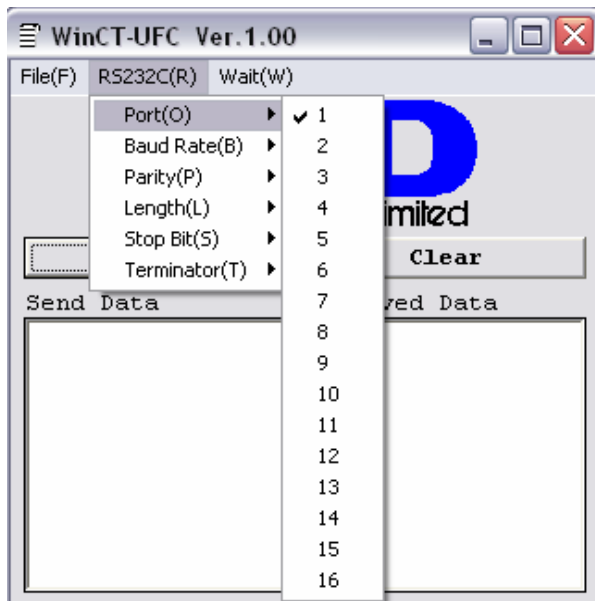 WinCT-UFC Ver.1.00
File(F) RS232C(R) Wait(W)
Port(O)
Baud Rate(B)
Parity(P)
Length(L)
Stop Bit(S)
Terminator(T)
1
2
3
4
5
6
7
8
9
10
11
12
13
14
15
16
D
mited
Clear
Send Data
ved Data